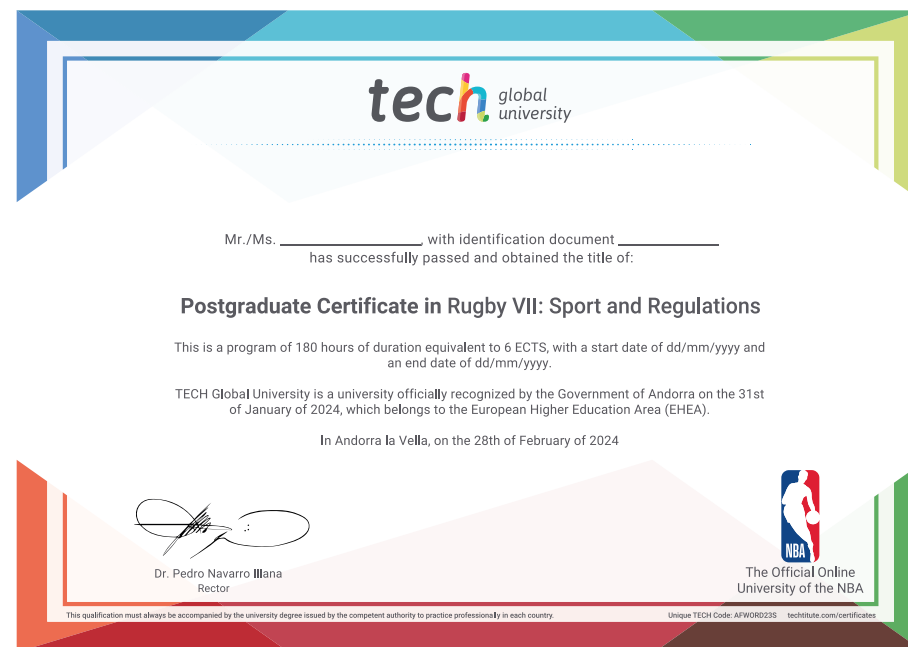 tech global university
Mr./Ms. ____________, with identification document ____________
has successfully passed and obtained the title of:
Postgraduate Certificate in Rugby VII: Sport and Regulations
This is a program of 180 hours of duration equivalent to 6 ECTS, with a start date of dd/mm/yyyy and
an end date of dd/mm/yyyy.
TECH Global University is a university officially recognized by the Government of Andorra on the 31st
of January of 2024, which belongs to the European Higher Education Area (EHEA).
In Andorra la Vella, on the 28th of February of 2024
Dr. Pedro Navarro Illana
Rector
NBA
The Official Online
University of the NBA
This qualification must always be accompanied by the university degree issued by the competent authority to practice professionally in each country.
Unique TECH Code: AFWORD23S techtitute.com/certificates